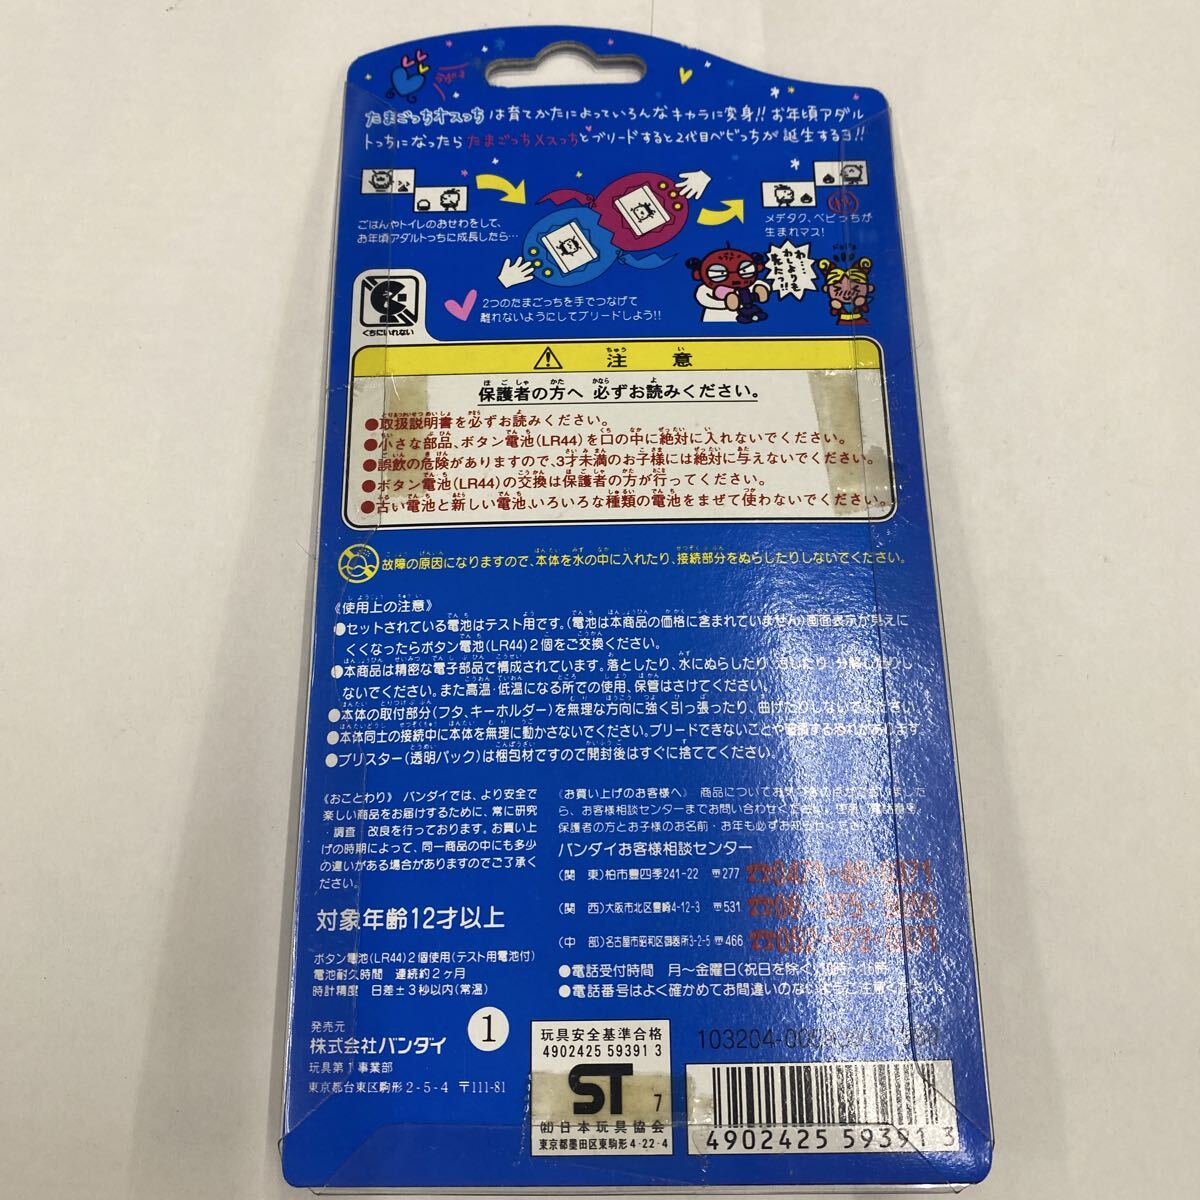 たまごっちオスっちは育てかたによっていろんなキャラに変身!! お年頃アダル
トっちになったらたまごっちメスっちとブリードすると2代目ベビっちが誕生するヨ!!
ごはんやトイレのおせわをして、
お年頃アダルトっちに成長したら…
メデタク、ベビっちが
生まれマス!
2つのたまごっちを手でつなげて
離れないようにしてブリードしよう!!
わ…
わしよりも
くちにいれない
注意
保護者の方へ 必ずお読みください。
●取扱説明書を必ずお読みください。
●小さな部品、ボタン電池(LR44)を口の中に絶対に入れないでください。
●誤飲の危険がありますので、3才未満のお子様には絶対に与えないでください。
●ボタン電池(LR44)の交換は保護者の方が行ってください。
●古い電池と新しい電池、いろいろな種類の電池をまぜて使わないでください。
故障の原因になりますので、本体を水の中に入れたり、接続部分をぬらしたりしないでください。
《使用上の注意》
●セットされている電池はテスト用です。(電池は本商品の価格に含まれていません)画面表示が見えに
くくなったらボタン電池(LR44)2個をご交換ください。
●本商品は精密な電子部品で構成されています。落としたり、水にぬらしたり、汚したり、分解したりし
ないでください。また高温・低温になる所での使用、保管はさけてください。
●本体の取付部分(フタ、キーホルダー)を無理な方向に強く引っ張ったり、曲げたりしないでください。
●本体同士の接続中に本体を無理に動かさないでください。ブリードできないことや破損する恐れがあります。
●ブリスター(透明パック)は梱包材ですので開封後はすぐに捨ててください。
《おことわり》 バンダイでは、より安全で
楽しい商品をお届けするために、常に研究
・調査 改良を行っております。お買い上
げの時期によって、同一商品の中にも多少
の違いがある場合がありますのでご了承く
ださい。
《お買い上げのお客様へ》 商品について
ら、お客様相談センターまでお問い合わせください。
保護者の方とお子様のお名前・お年も必ずお知らせください
バンダイお客様相談センター
(関 東)柏市豊四季241-22 〒277
(関 西)大阪市北区豊崎4-12-3 〒531
(中 部)名古屋市昭和区御器所3-2-5 〒466
●電話受付時間 月〜金曜日(祝日を除く)10時〜16時
●電話番号はよく確かめてお間違いのないようにご注意ください
対象年齢12才以上
ボタン電池(LR44)2個使用(テスト用電池付)
電池耐久時間 連続約2ヶ月
時計精度 日差±3秒以内(常温)
発売元
株式会社バンダイ
玩具第1事業部
東京都台東区駒形2-5-4 〒111-81
1
玩具安全基準合格
4902425 59391 3
ST
7
(社)日本玩具協会
東京都墨田区東駒形4-22-4
4902425 593913